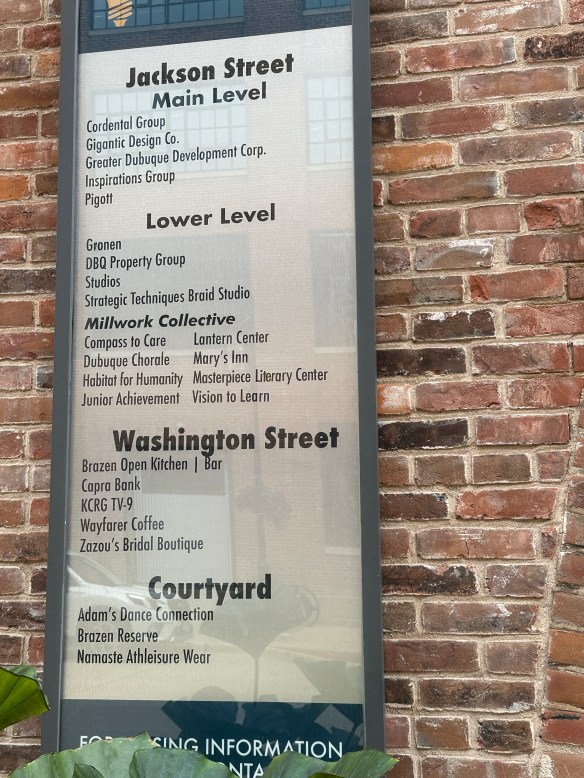 Jackson Street
Main Level
Cordental Group
Gigantic Design Co.
Greater Dubuque Development Corp.
Inspirations Group
Pigott
Lower Level
Gronen
DBQ Property Group
Studios
Strategic Techniques Braid Studio
Millwork Collective
Compass to Care Lantern Center
Dubuque Chorale Mary's Inn
Habitat for Humanity Masterpiece Literary Center
Junior Achievement Vision to Learn
Washington Street
Brazen Open Kitchen | Bar
Capra Bank
KCRG TV-9
Wayfarer Coffee
Zazou's Bridal Boutique
Courtyard
Adam's Dance Connection
Brazen Reserve
Namaste Athleisure Wear
INFORMATION